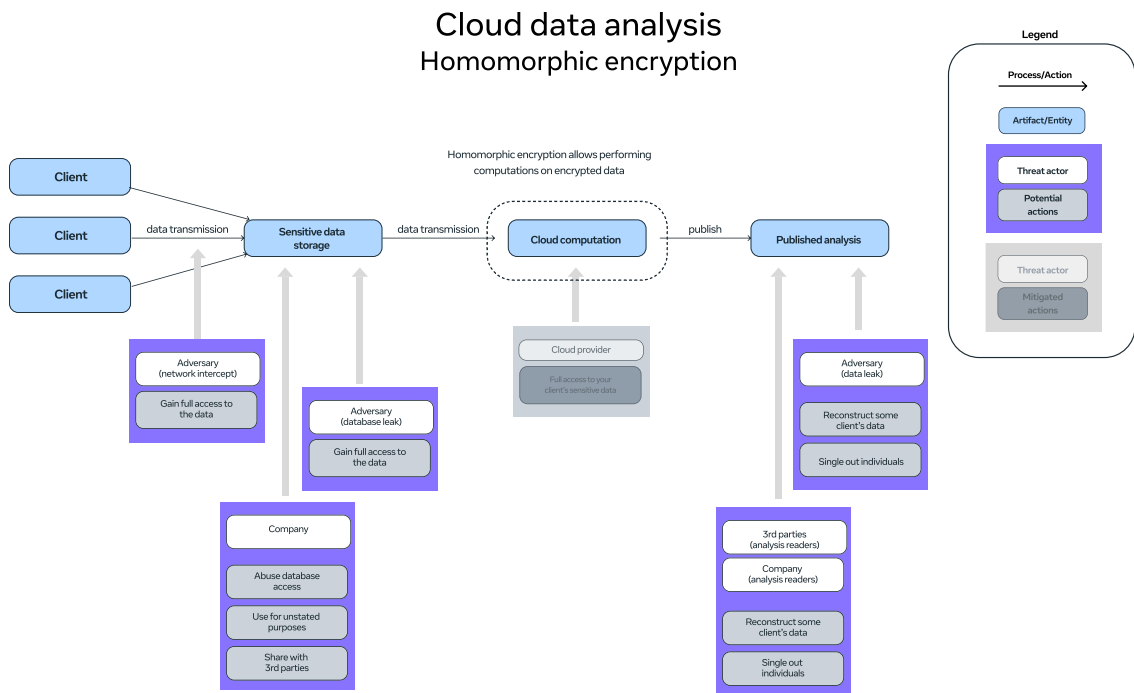 Cloud data analysis
Homomorphic encryption
Legend
Process/Action
Artifact/Entity
Threat actor
Potential
actions
Threat actor
Mitigated
actions
Homomorphic encryption allows performing
computations on encrypted data
Client
Client
Client
data transmission
Sensitive data
storage
data transmission
Cloud computation
publish
Published analysis
Adversary
(network intercept)
Gain full access to
the data
Adversary
(database leak)
Gain full access to
the data
Company
Abuse database
access
Use for unstated
purposes
Share with
3rd parties
Cloud provider
Full access to your
client's sensitive data
Adversary
(data leak)
Reconstruct some
client's data
Single out individuals
3rd parties
(analysis readers)
Company
(analysis readers)
Reconstruct some
client's data
Single out
individuals